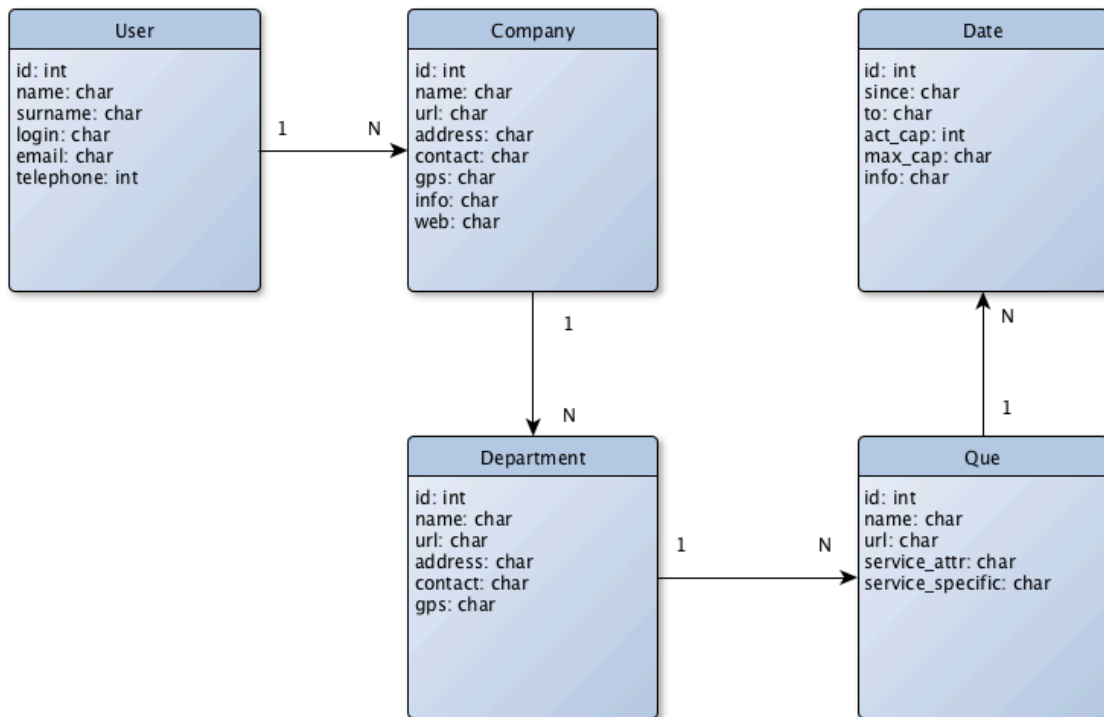 User
id: int
name: char
surname: char
login: char
email: char
telephone: int
1
N
Company
id: int
name: char
url: char
address: char
contact: char
gps: char
info: char
web: char
Date
id: int
since: char
to: char
act_cap: int
max_cap: char
info: char
1
N
N
1
Department
id: int
name: char
url: char
address: char
contact: char
gps: char
1
N
Que
id: int
name: char
url: char
service_attr: char
service_specific: char